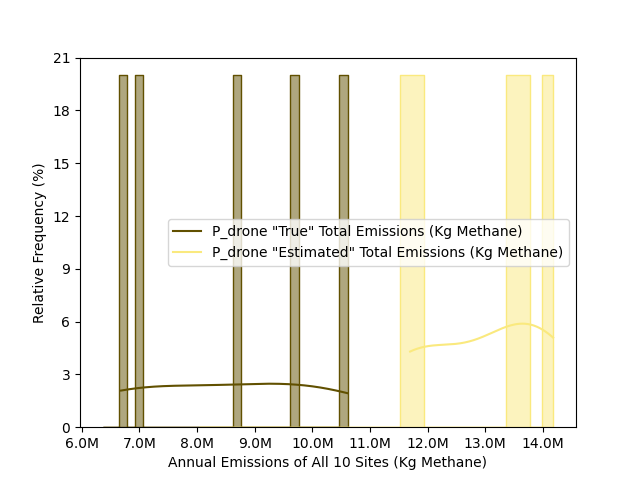 21
18
15
12
9
6
3
0
Relative Frequency (%)
P_drone "True" Total Emissions (Kg Methane)
P_drone "Estimated" Total Emissions (Kg Methane)
6.0M 7.0M 8.0M 9.0M 10.0M 11.0M 12.0M 13.0M 14.0M
Annual Emissions of All 10 Sites (Kg Methane)